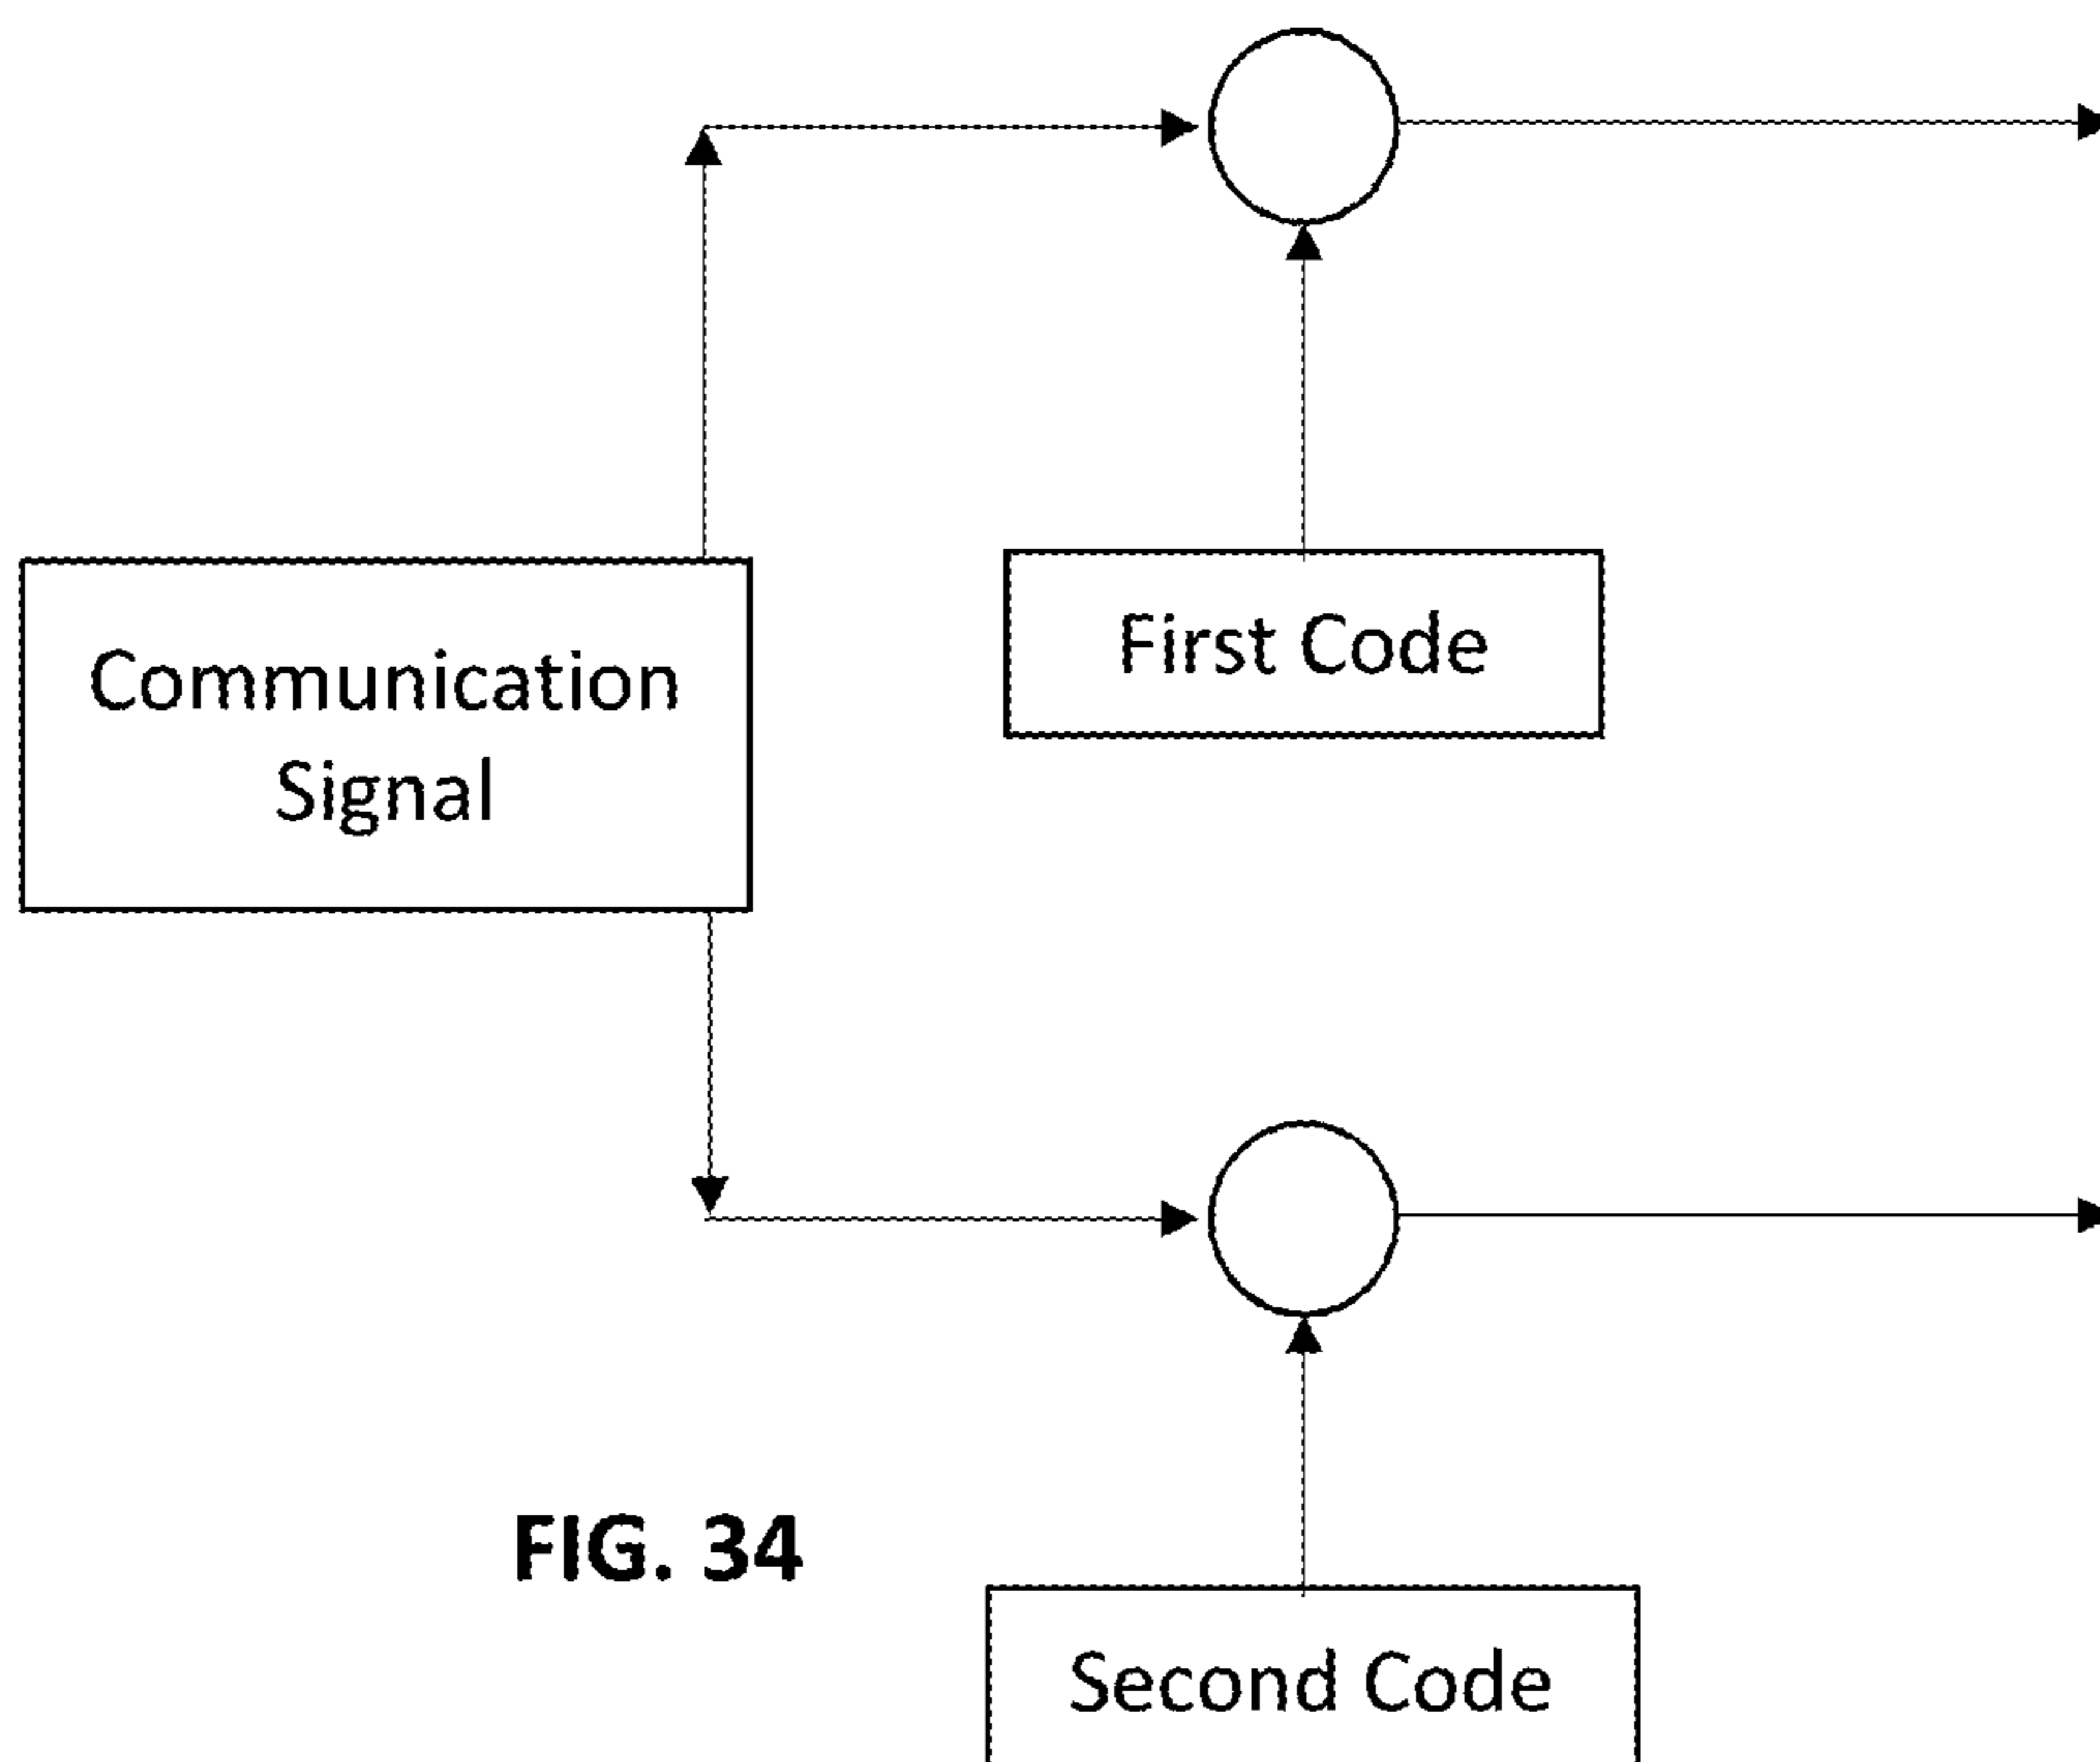 Communication
Signal
First Code
FIG. 34
Second Code